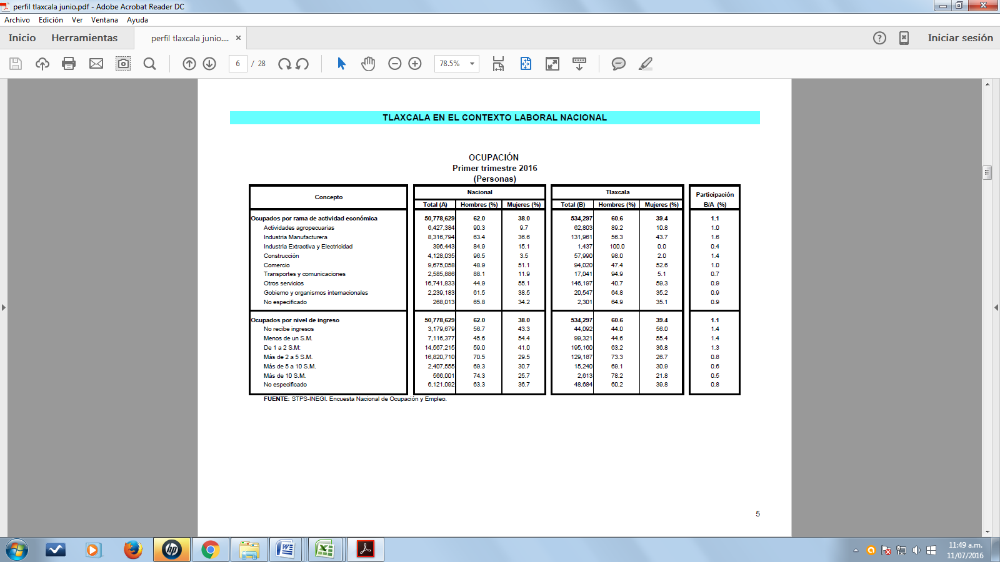 perfil tlaxcala junio.pdf - Adobe Acrobat Reader DC
Archivo Edición Ver Ventana Ayuda
Inicio Herramientas perfil tlaxcala junio.... × Iniciar sesión
6 / 28 78.5%
TLAXCALA EN EL CONTEXTO LABORAL NACIONAL
OCUPACIÓN
Primer trimestre 2016
(Personas)
Concepto Nacional Tlaxcala Participación
Total (A) Hombres (%) Mujeres (%) Total (B) Hombres (%) Mujeres (%) B/A (%)
Ocupados por rama de actividad económica 50,778,629 62.0 38.0 534,297 60.6 39.4 1.1
Actividades agropecuarias 6,427,384 90.3 9.7 62,803 89.2 10.8 1.0
Industria Manufacturera 8,316,794 63.4 36.6 131,961 56.3 43.7 1.6
Industria Extractiva y Electricidad 396,443 84.9 15.1 1,437 100.0 0.0 0.4
Construcción 4,128,035 96.5 3.5 57,990 98.0 2.0 1.4
Comercio 9,675,058 48.9 51.1 94,020 47.4 52.6 1.0
Transportes y comunicaciones 2,585,886 88.1 11.9 17,041 94.9 5.1 0.7
Otros servicios 16,741,833 44.9 55.1 146,197 40.7 59.3 0.9
Gobierno y organismos internacionales 2,239,183 61.5 38.5 20,547 64.8 35.2 0.9
No especificado 268,013 65.8 34.2 2,301 64.9 35.1 0.9
Ocupados por nivel de ingreso 50,778,629 62.0 38.0 534,297 60.6 39.4 1.1
No recibe ingresos 3,179,679 56.7 43.3 44,092 44.0 56.0 1.4
Menos de un S.M. 7,116,377 45.6 54.4 99,321 44.6 55.4 1.4
De 1 a 2 S.M: 14,567,215 59.0 41.0 195,160 63.2 36.8 1.3
Más de 2 a 5 S.M. 16,820,710 70.5 29.5 129,187 73.3 26.7 0.8
Más de 5 a 10 S.M. 2,407,555 69.3 30.7 15,240 69.1 30.9 0.6
Más de 10 S.M. 566,001 74.3 25.7 2,613 78.2 21.8 0.5
No especificado 6,121,092 63.3 36.7 48,684 60.2 39.8 0.8
FUENTE: STPS-INEGI. Encuesta Nacional de Ocupación y Empleo.
5
11:49 a.m.
11/07/2016